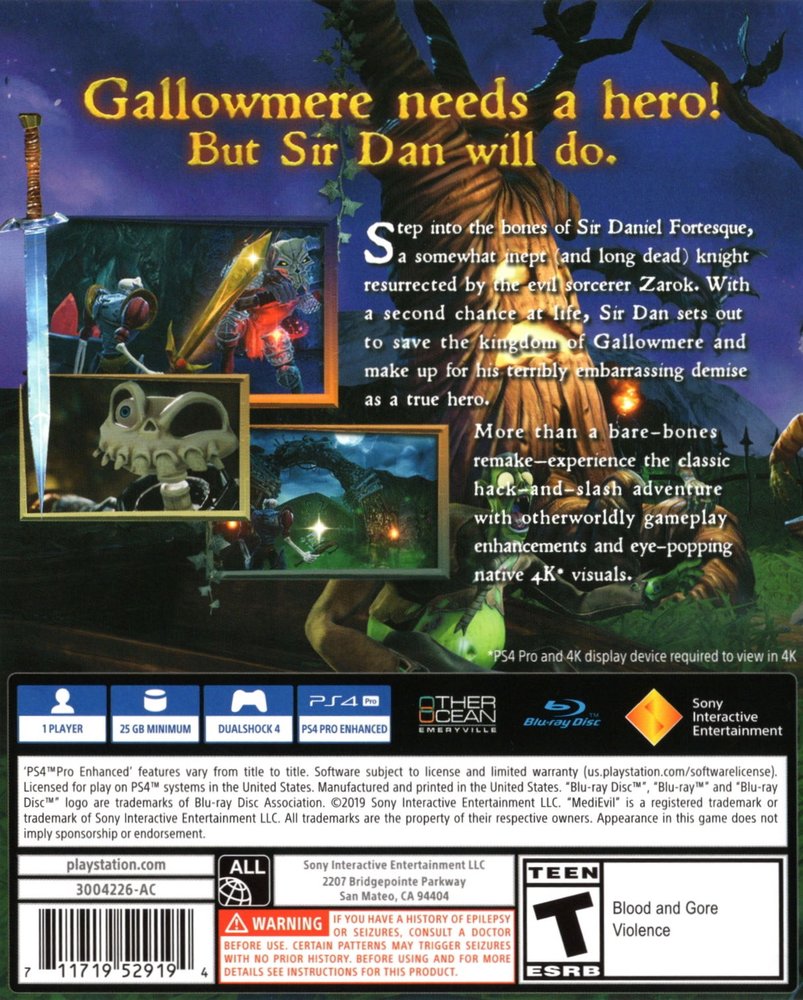 Gallowmere needs a hero!
But Sir Dan will do.
Step into the bones of Sir Daniel Fortesque,
a somewhat inept (and long dead) knight
resurrected by the evil sorcerer Zarok. With
a second chance at life, Sir Dan sets out
to save the kingdom of Gallowmere and
make up for his terribly embarrassing demise
as a true hero.
More than a bare-bones
remake—experience the classic
hack-and-slash adventure
with otherworldly gameplay
enhancements and eye-popping
native 4K* visuals.
*PS4 Pro and 4K display device required to view in 4K
1 PLAYER
25 GB MINIMUM
DUALSHOCK 4
PS4 Pro
PS4 PRO ENHANCED
OTHER
OCEAN
EMERYVILLE
Blu-ray Disc™
Sony
Interactive
Entertainment
'PS4™Pro Enhanced' features vary from title to title. Software subject to license and limited warranty (us.playstation.com/softwarelicense).
Licensed for play on PS4™ systems in the United States. Manufactured and printed in the United States. "Blu-ray Disc™", "Blu-ray™" and "Blu-ray
Disc™" logo are trademarks of Blu-ray Disc Association. ©2019 Sony Interactive Entertainment LLC. "MediEvil" is a registered trademark or
trademark of Sony Interactive Entertainment LLC. All trademarks are the property of their respective owners. Appearance in this game does not
imply sponsorship or endorsement.
playstation.com
3004226-AC
7 11719 52919 4
ALL
Sony Interactive Entertainment LLC
2207 Bridgepointe Parkway
San Mateo, CA 94404
WARNING
IF YOU HAVE A HISTORY OF EPILEPSY
OR SEIZURES, CONSULT A DOCTOR
BEFORE USE. CERTAIN PATTERNS MAY TRIGGER SEIZURES
WITH NO PRIOR HISTORY. BEFORE USING AND FOR MORE
DETAILS SEE INSTRUCTIONS FOR THIS PRODUCT.
TEEN
T
ESRB
Blood and Gore
Violence